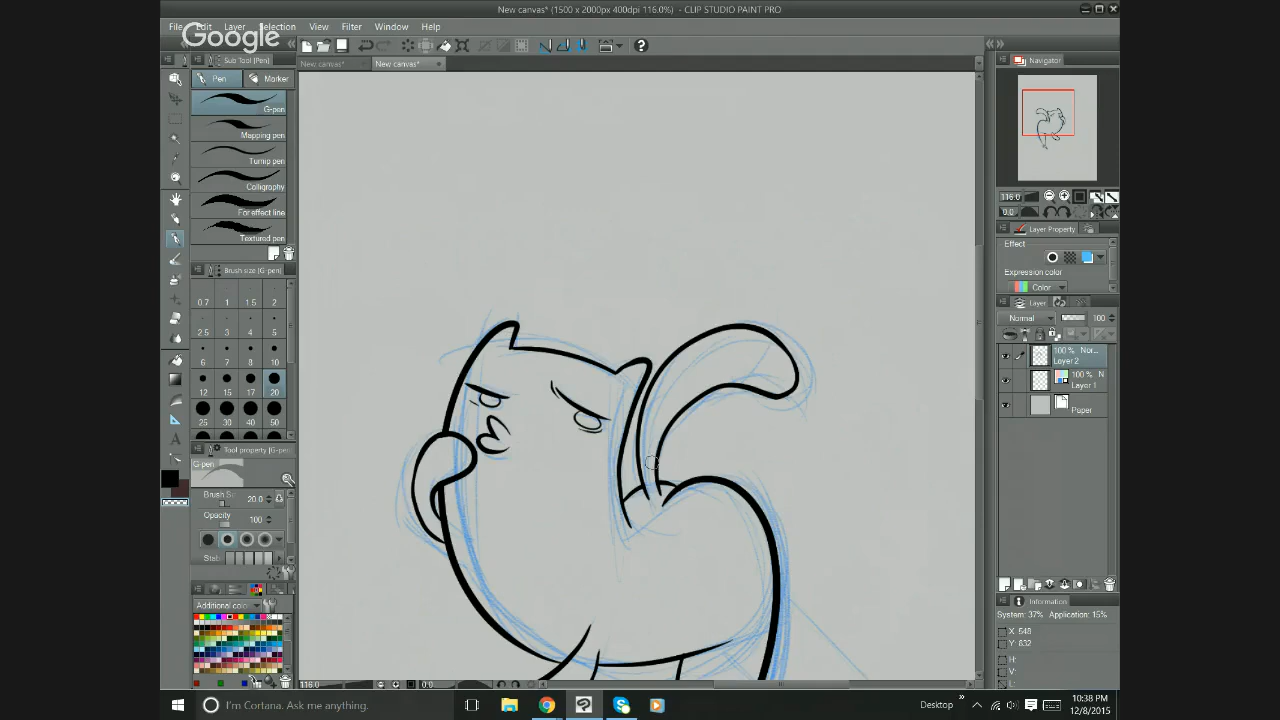 New canvas* (1500 x 2000px 400dpi 116.0%) - CLIP STUDIO PAINT PRO
File Edit Layer Selection View Filter Window Help
Google
Sub Tool [Pen]
New canvas*
New canvas*
Navigator
Pen
Marker
G-pen
Mapping pen
Turnip pen
Calligraphy
For effect line
Textured pen
116.0
0.0
Layer Property
Effect
Expression color
Color
Brush size [G-pen]
0.7 1 1.5 2
2.5 3 4 5
6 7 8 10
12 15 17 20
25 30 40 50
Layer
Normal 100
100 % Nor...
Layer 2
100 % N
Layer 1
Paper
Tool property [G-pen]
G-pen
Brush Si 20.0
Opacity 100
Stab
Additional colo
Information
System: 37% Application: 15%
X 548
Y: 832
H:
V:
L:
116.0
0.0
I'm Cortana. Ask me anything.
Desktop
10:38 PM
12/8/2015